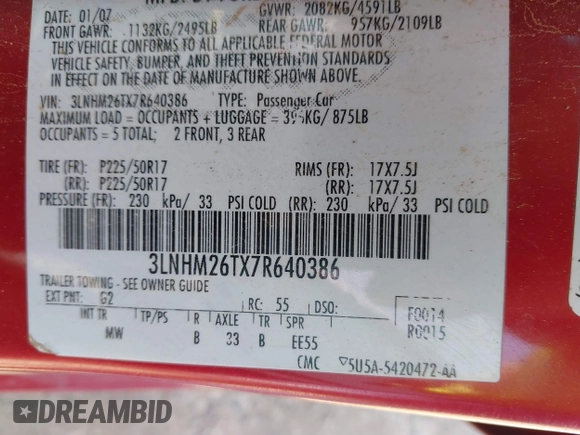 DATE: 01/07 GVWR: 2082KG/4591LB
FRONT GAWR: 1132KG/2495LB REAR GAWR: 957KG/2109LB
THIS VEHICLE CONFORMS TO ALL APPLICABLE FEDERAL MOTOR
VEHICLE SAFETY, BUMPER, AND THEFT PREVENTION STANDARDS
IN EFFECT ON THE DATE OF MANUFACTURE SHOWN ABOVE.
VIN: 3LNHM26TX7R640386 TYPE: Passenger Car
MAXIMUM LOAD = OCCUPANTS + LUGGAGE = KG/ 875LB
OCCUPANTS = 5 TOTAL; 2 FRONT, 3 REAR
TIRE (FR): P225/50R17 RIMS (FR): 17X7.5J
(RR): P225/50R17 (RR): 17X7.5J
PRESSURE (FR): 230 kPa/ 33 PSI COLD (RR): 230 kPa/ 33 PSI COLD
3LNHM26TX7R640386
TRAILER TOWING - SEE OWNER GUIDE
EXT PNT: G2 RC: 55 DSO:
INT TR TP/PS R AXLE TR SPR
MW B 33 B EE55
F0014
R0015
CMC ▽5U5A-5420472-AA
DREAMBID